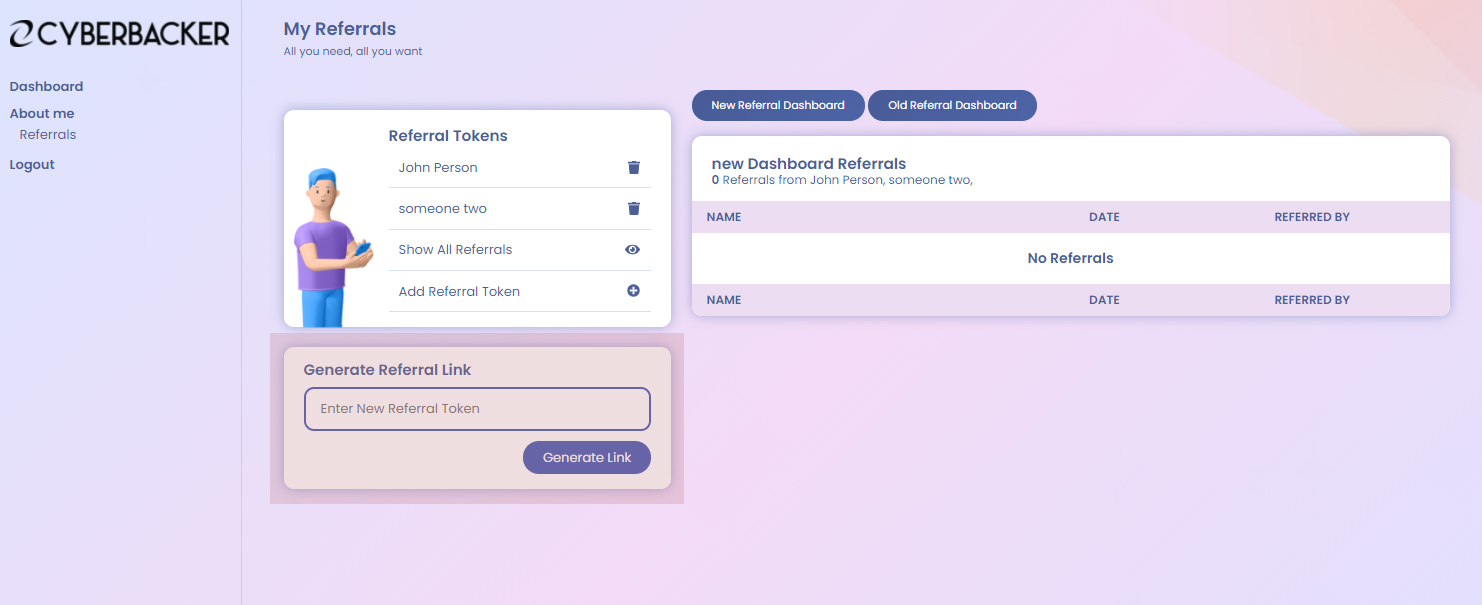 CYBERBACKER
Dashboard
About me
Referrals
Logout
My Referrals
All you need, all you want
Referral Tokens
John Person
someone two
Show All Referrals
Add Referral Token
Generate Referral Link
Enter New Referral Token
Generate Link
New Referral Dashboard Old Referral Dashboard
new Dashboard Referrals
0 Referrals from John Person, someone two,
NAME DATE REFERRED BY
No Referrals
NAME DATE REFERRED BY